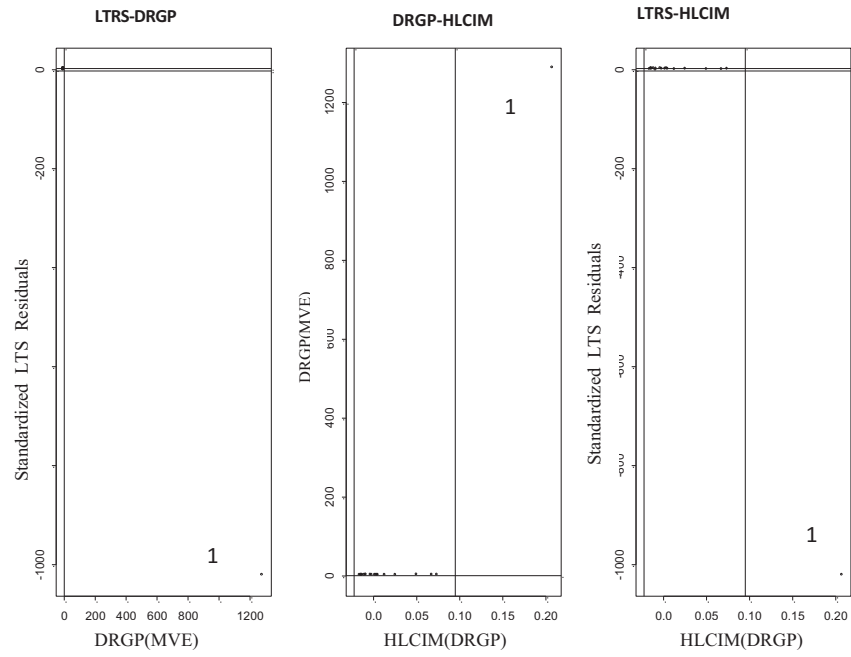 LTRS-DRGP
DRGP-HLCIM
LTRS-HLCIM
Standardized LTS Residuals
0
-200
-1000
1
0 200 400 600 800 1000 1200
DRGP(MVE)
DRGP(MVE)
1200
1000
800
600
400
200
0
1
0.0 0.05 0.10 0.15 0.20
HLCIM(DRGP)
Standardized LTS Residuals
0
-200
-1000
1
0.0 0.05 0.10 0.15 0.20
HLCIM(DRGP)